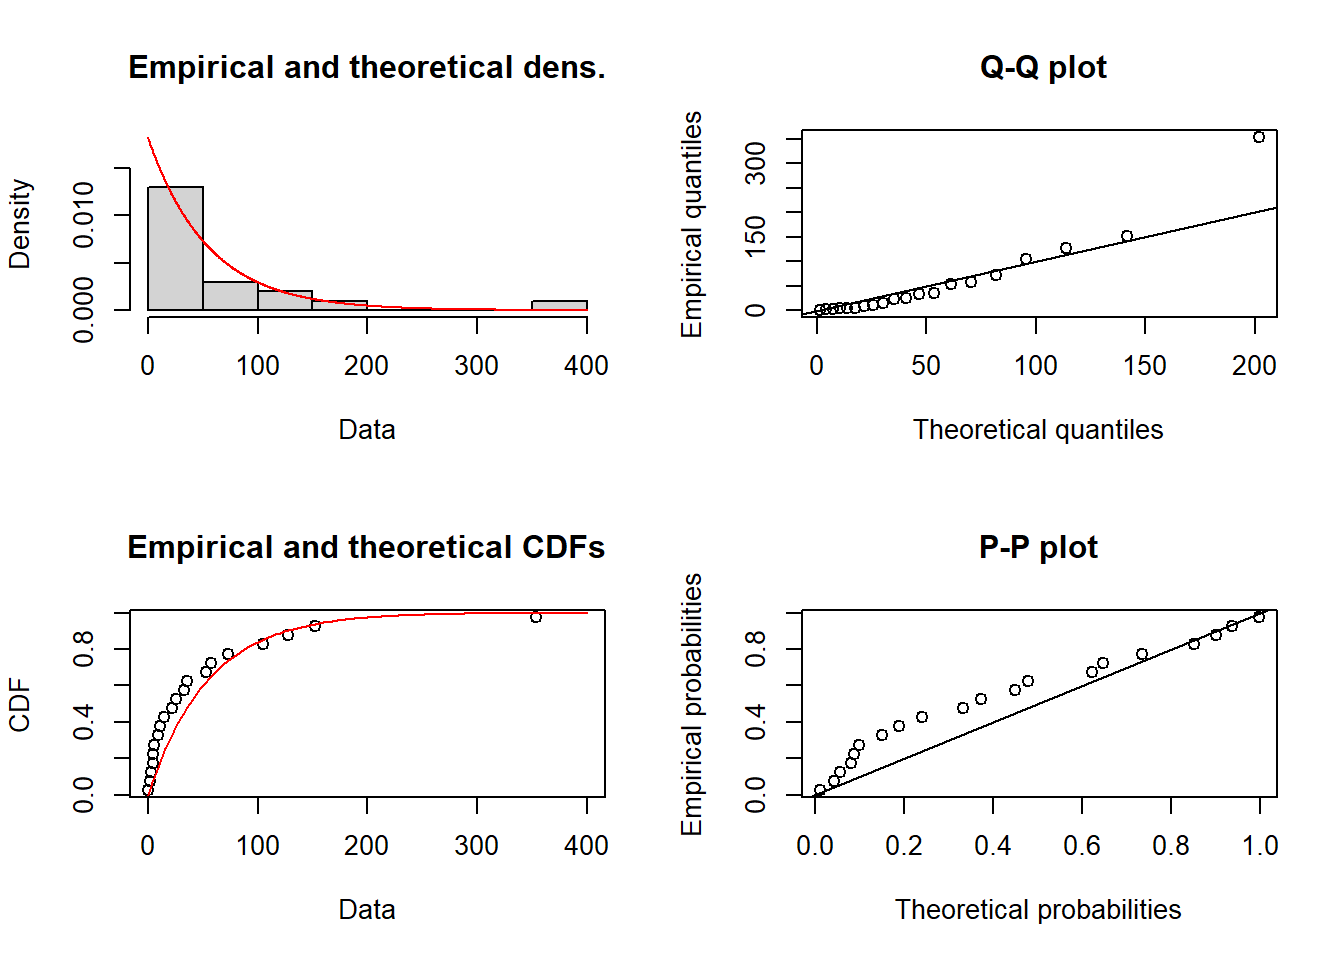 Empirical and theoretical dens.
Density
0.000 0.010
0 100 200 300 400
Data
Q-Q plot
Empirical quantiles
0 150 300
0 50 100 150 200
Theoretical quantiles
Empirical and theoretical CDFs
CDF
0.0 0.4 0.8
0 100 200 300 400
Data
P-P plot
Empirical probabilities
0.0 0.4 0.8
0.0 0.2 0.4 0.6 0.8 1.0
Theoretical probabilities